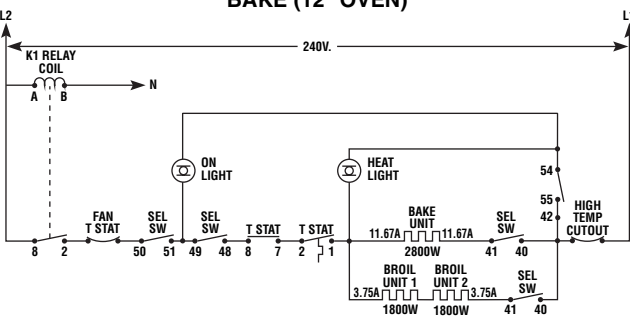 BAKE (12" OVEN)
L2
L1
240V.
K1 RELAY
COIL
A B
N
ON
LIGHT
HEAT
LIGHT
54
55
42
HIGH
TEMP
CUTOUT
FAN
T STAT
SEL
SW
SEL
SW
T STAT
T STAT
BAKE
UNIT
SEL
SW
11.67A
11.67A
8 2
50 51 49 48 8 7 2 1
2800W
41 40
BROIL
UNIT 1
BROIL
UNIT 2
SEL
SW
3.75A
3.75A
1800W
1800W
41 40